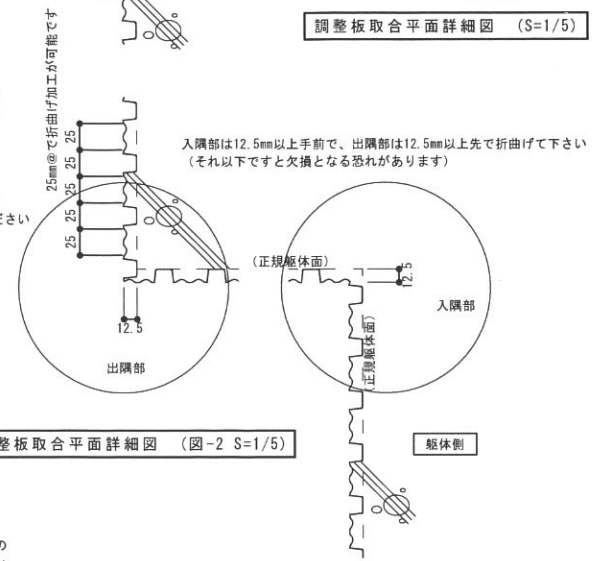 調整板取合平面詳細図 (S=1/5)
25mm@で折曲げ加工が可能です
25
25
25
25
25
入隅部は12.5mm以上手前で、出隅部は12.5mm以上先で折曲げて下さい
(それ以下ですと欠損となる恐れがあります)
ださい
(正規躯体面)
12.5
12.5
入隅部
(正規躯体面)
出隅部
整板取合平面詳細図 (図-2 S=1/5)
躯体側
の